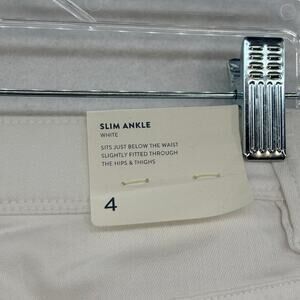 SLIM ANKLE
WHITE
SITS JUST BELOW THE WAIST
SLIGHTLY FITTED THROUGH
THE HIPS & THIGHS
4